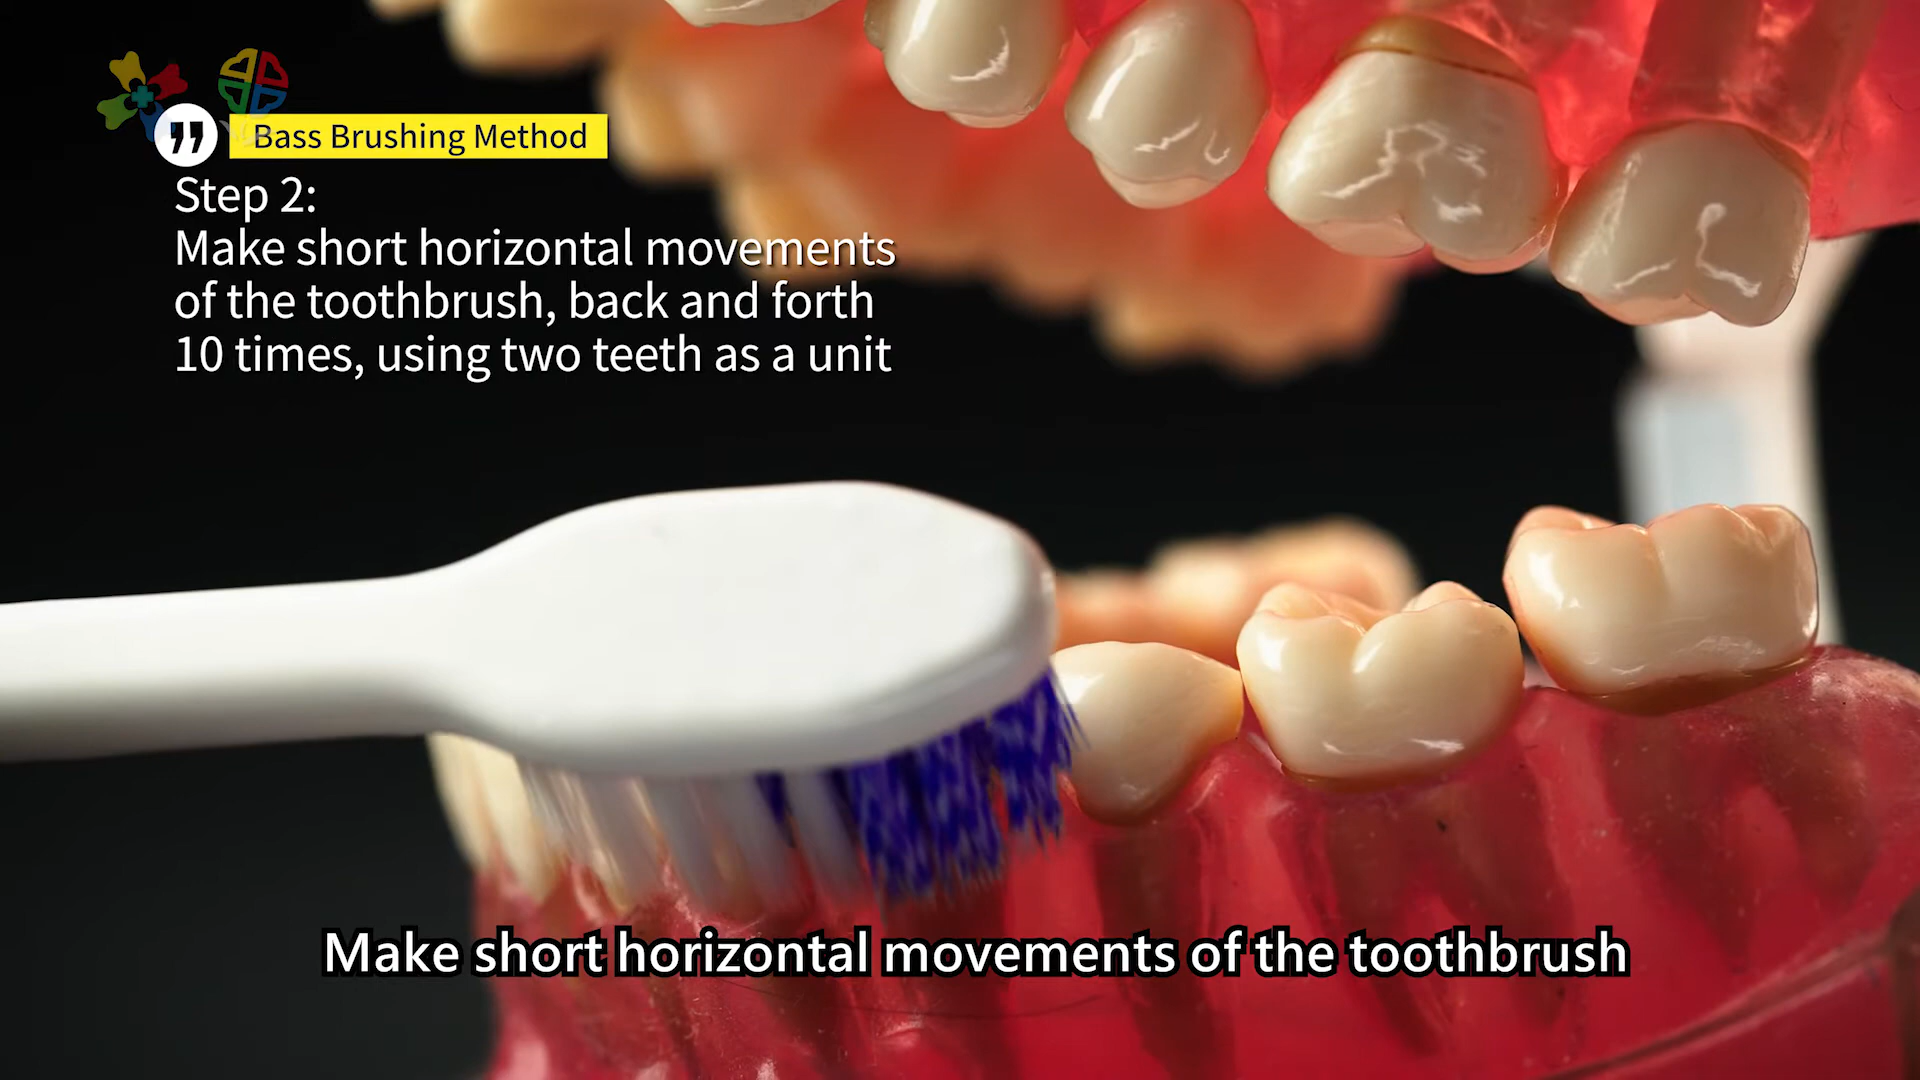 Bass Brushing Method
Step 2:
Make short horizontal movements
of the toothbrush, back and forth
10 times, using two teeth as a unit
Make short horizontal movements of the toothbrush